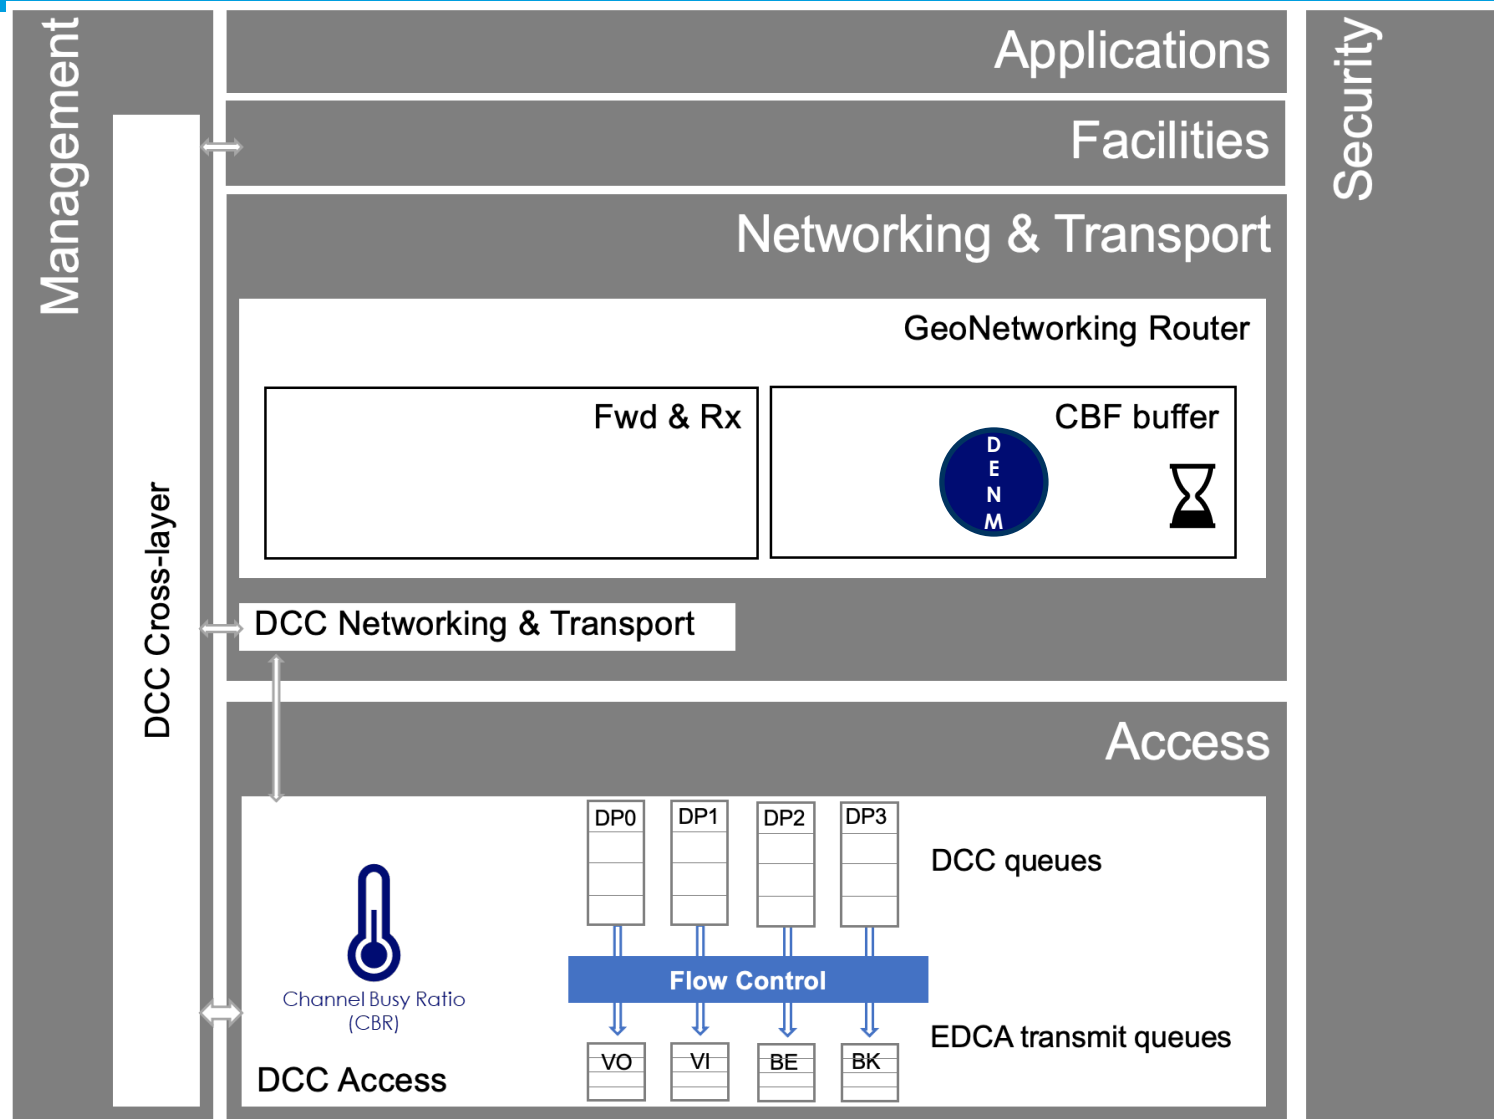 Management
Applications
Security
Facilities
Networking & Transport
GeoNetworking Router
Fwd & Rx
CBF buffer
D
E
N
M
DCC Cross-layer
DCC Networking & Transport
Access
DP0
DP1
DP2
DP3
DCC queues
Flow Control
Channel Busy Ratio
(CBR)
EDCA transmit queues
VO
VI
BE
BK
DCC Access